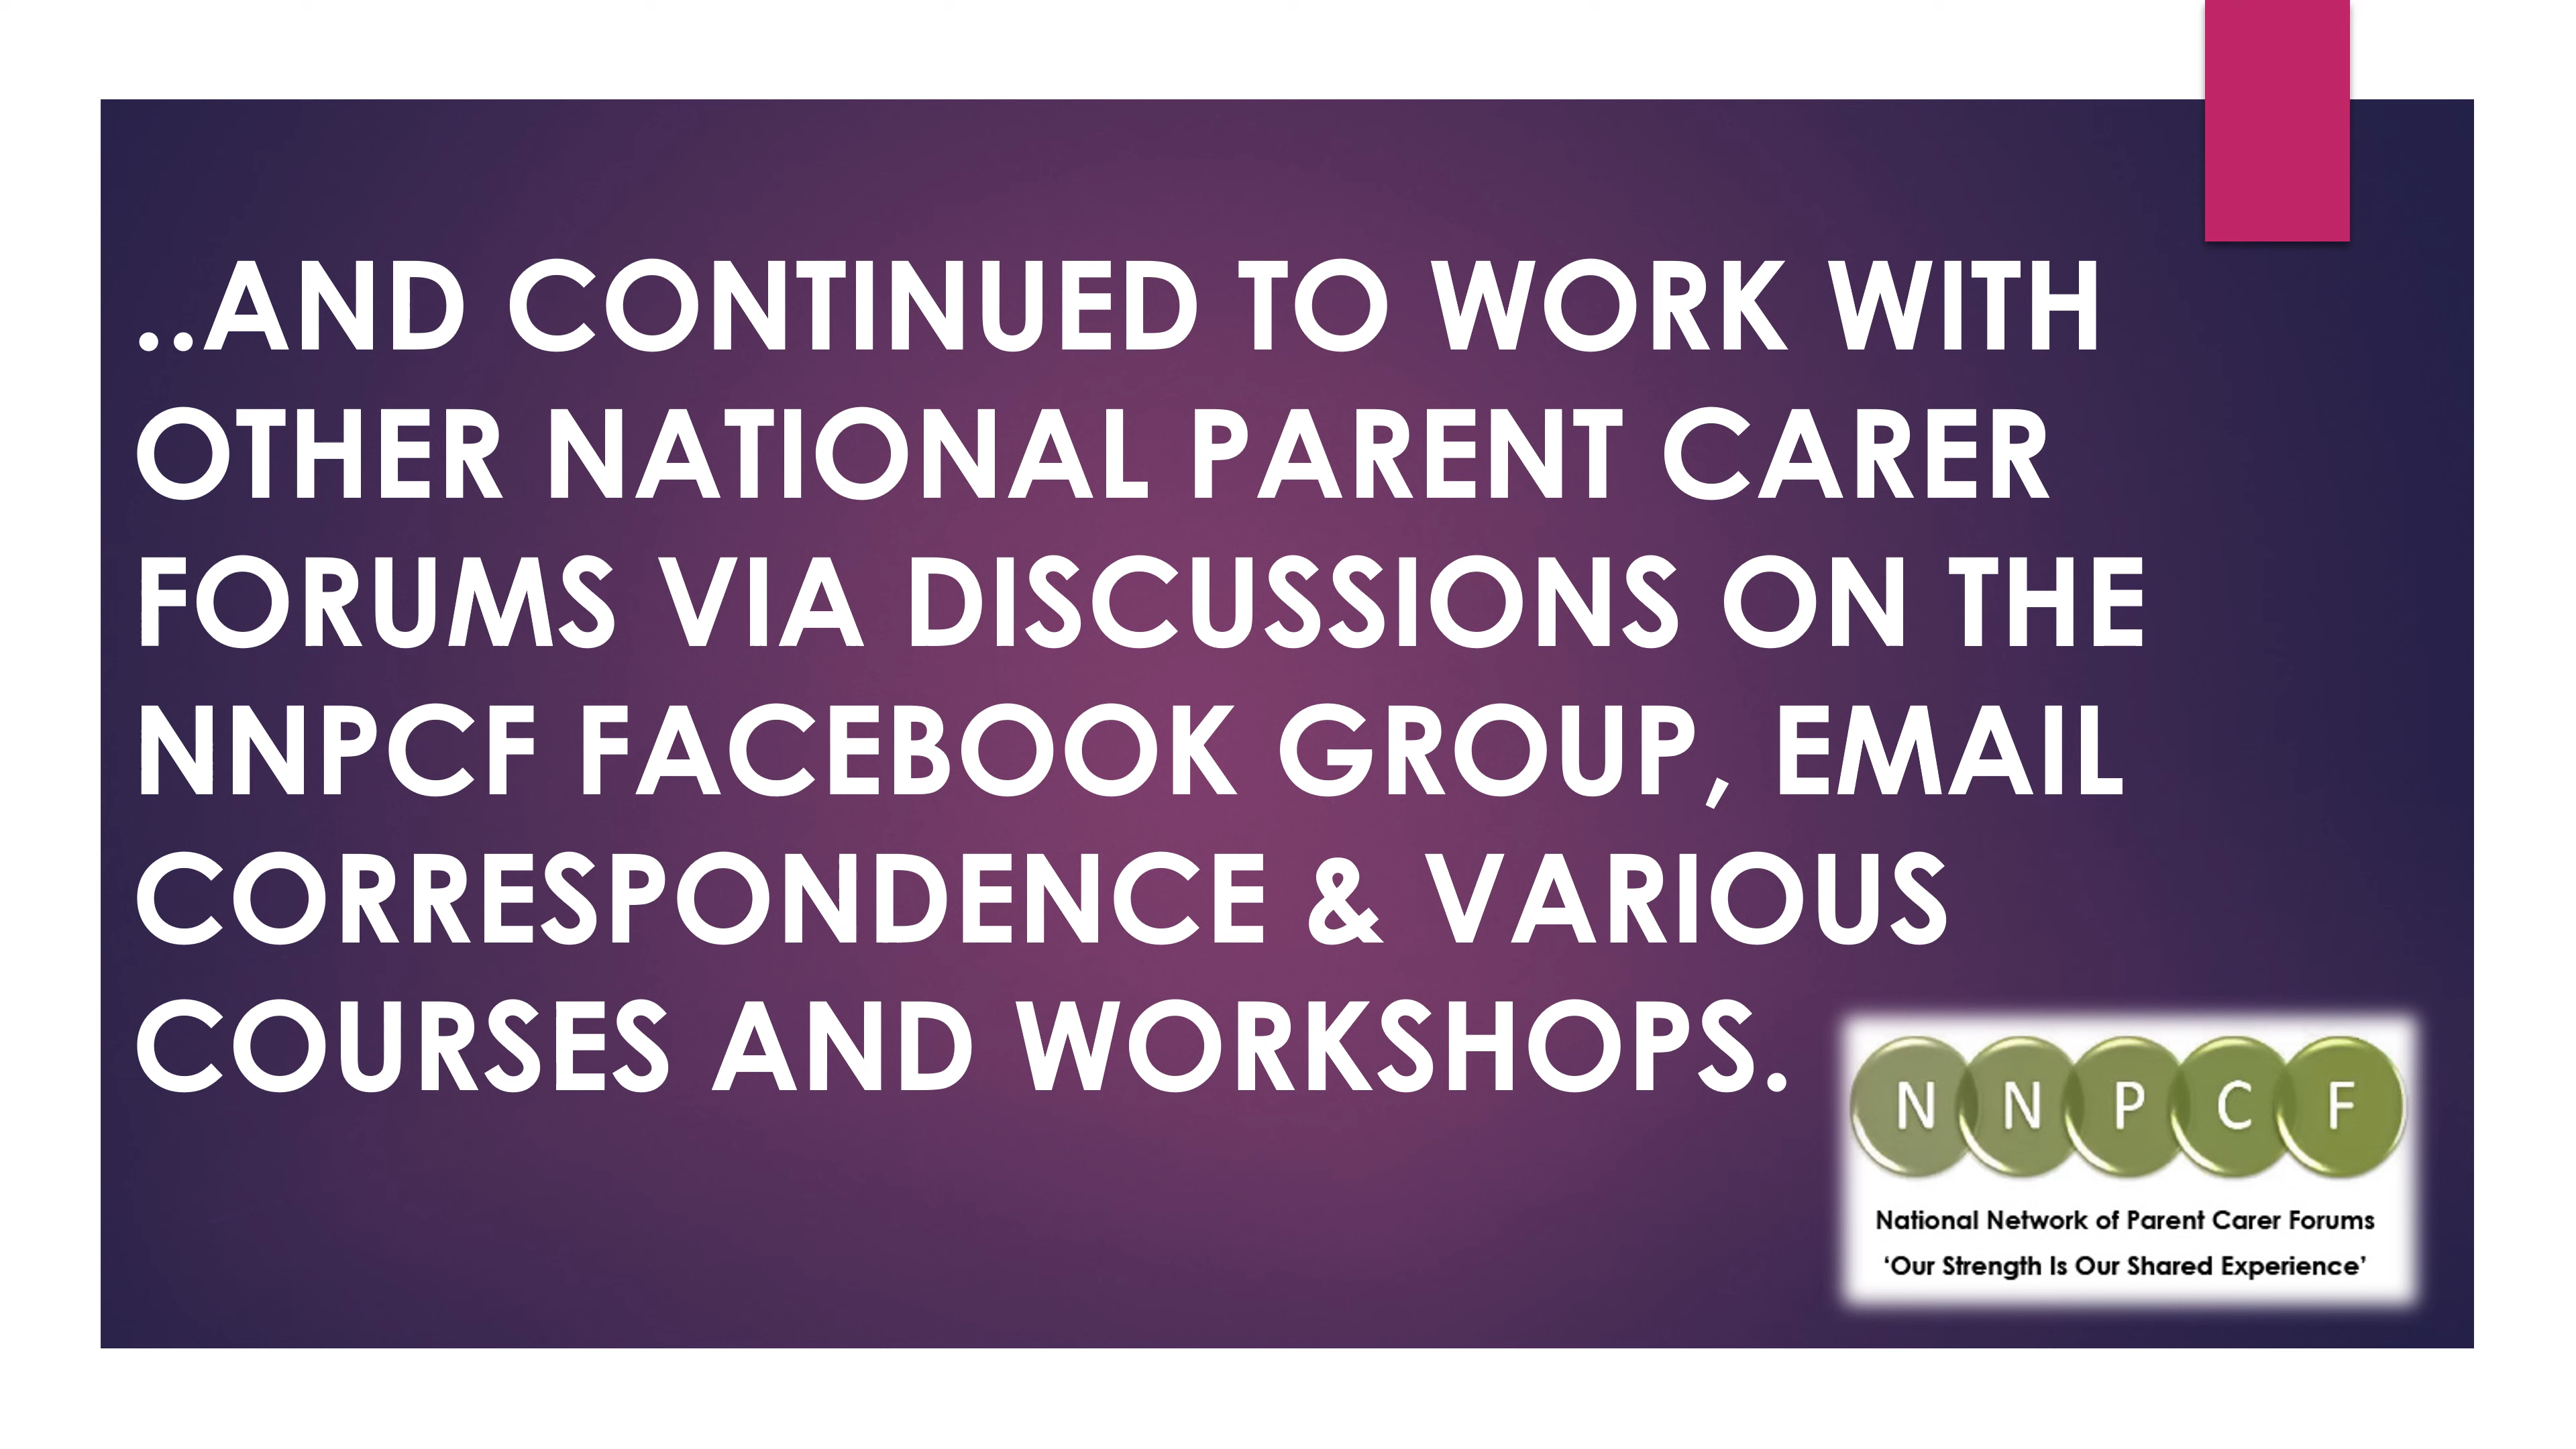 ..AND CONTINUED TO WORK WITH
OTHER NATIONAL PARENT CARER
FORUMS VIA DISCUSSIONS ON THE
NNPCF FACEBOOK GROUP, EMAIL
CORRESPONDENCE & VARIOUS
COURSES AND WORKSHOPS.
N N P C F
National Network of Parent Carer Forums
‘Our Strength Is Our Shared Experience’